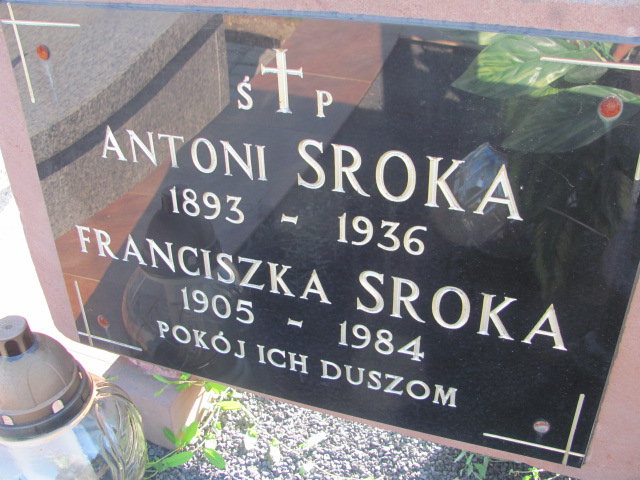 Ś P
ANTONI SROKA
1893 - 1936
FRANCISZKA SROKA
1905 - 1984
POKÓJ ICH DUSZOM